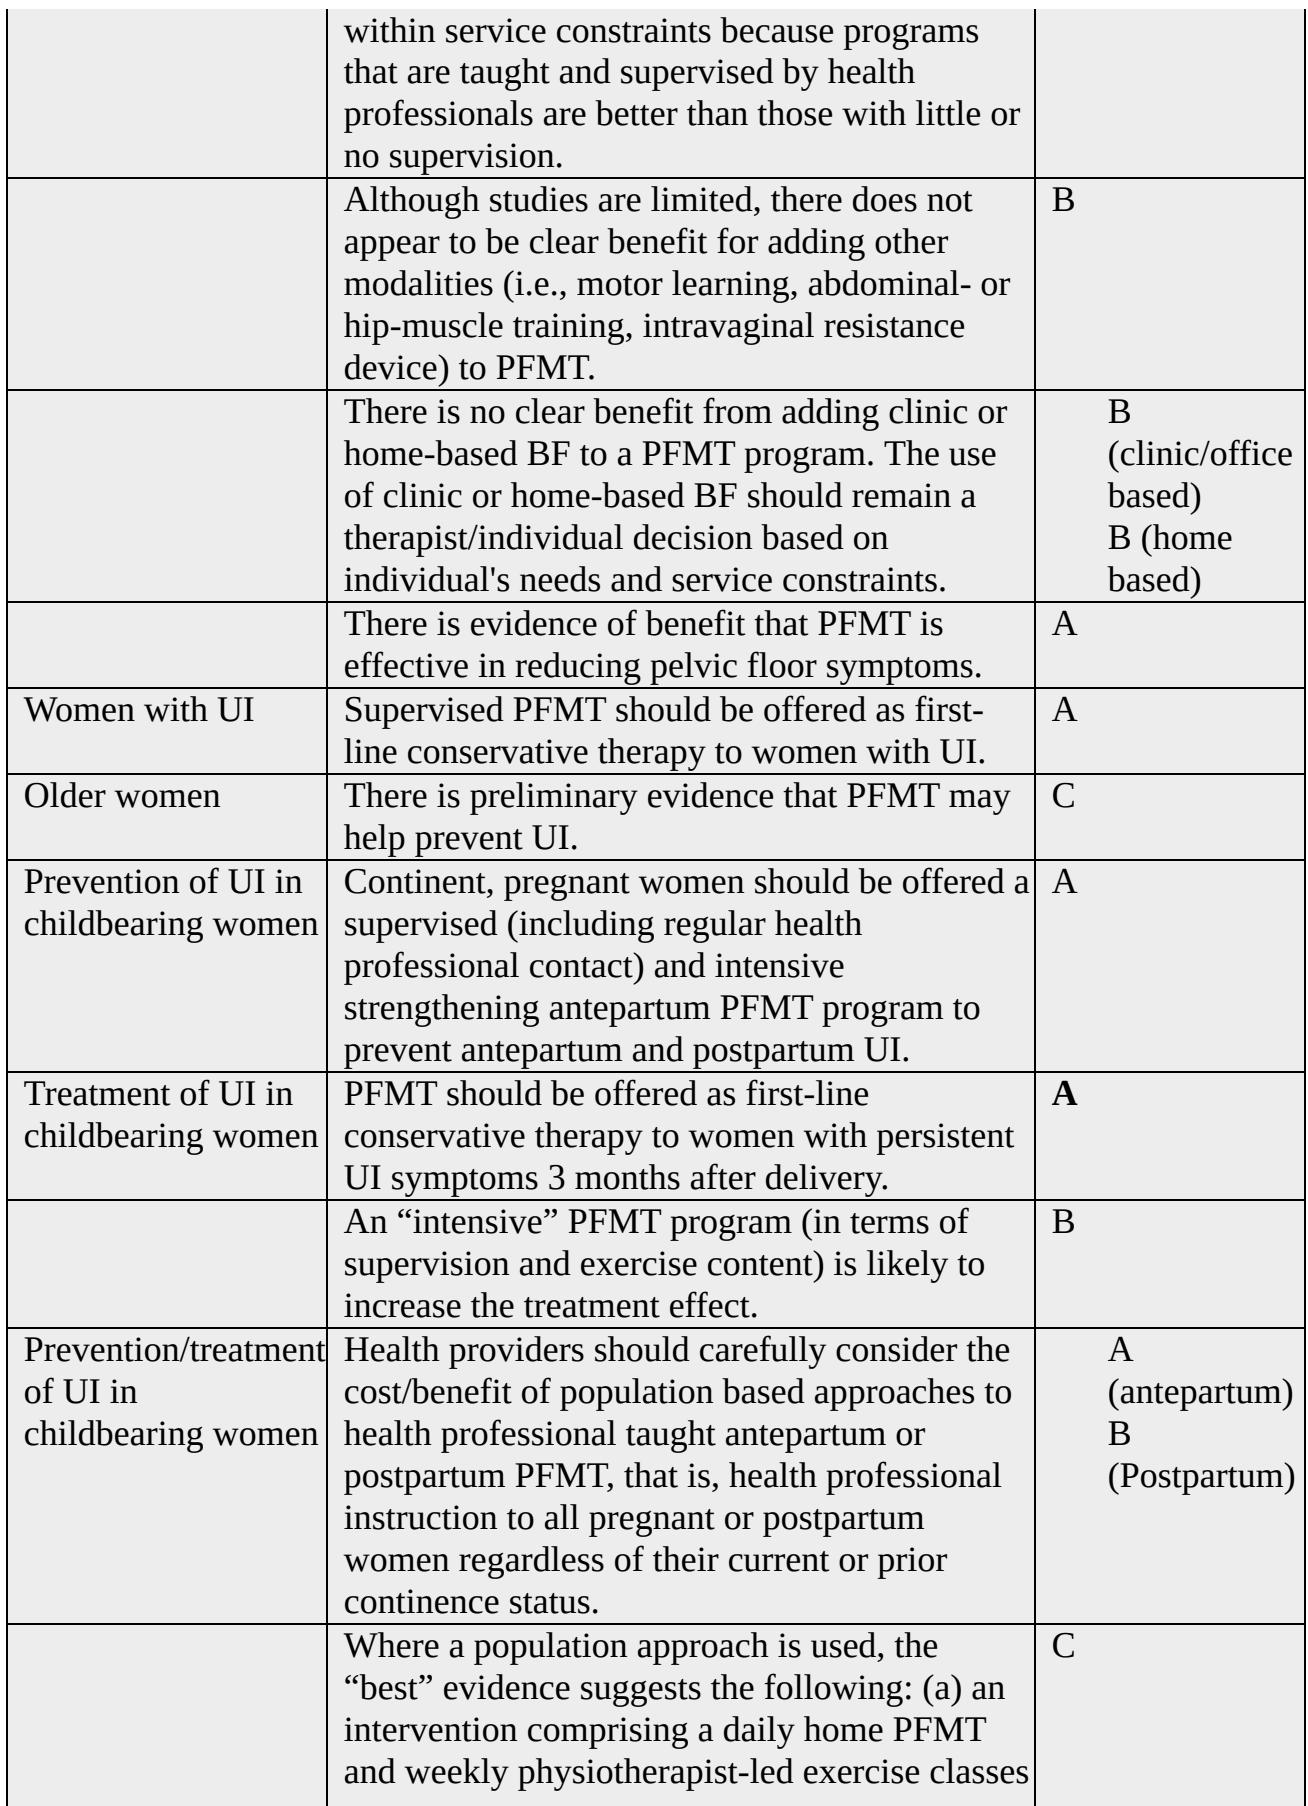 within service constraints because programs
that are taught and supervised by health
professionals are better than those with little or
no supervision.
Although studies are limited, there does not
appear to be clear benefit for adding other
modalities (i.e., motor learning, abdominal- or
hip-muscle training, intravaginal resistance
device) to PFMT.
B
There is no clear benefit from adding clinic or
home-based BF to a PFMT program. The use
of clinic or home-based BF should remain a
therapist/individual decision based on
individual's needs and service constraints.
B
(clinic/office
based)
B (home
based)
There is evidence of benefit that PFMT is
effective in reducing pelvic floor symptoms.
A
Women with UI
Supervised PFMT should be offered as first-
line conservative therapy to women with UI.
A
Older women
There is preliminary evidence that PFMT may
help prevent UI.
C
Prevention of UI in
childbearing women
Continent, pregnant women should be offered a
supervised (including regular health
professional contact) and intensive
strengthening antepartum PFMT program to
prevent antepartum and postpartum UI.
A
Treatment of UI in
childbearing women
PFMT should be offered as first-line
conservative therapy to women with persistent
UI symptoms 3 months after delivery.
A
An “intensive” PFMT program (in terms of
supervision and exercise content) is likely to
increase the treatment effect.
B
Prevention/treatment
of UI in
childbearing women
Health providers should carefully consider the
cost/benefit of population based approaches to
health professional taught antepartum or
postpartum PFMT, that is, health professional
instruction to all pregnant or postpartum
women regardless of their current or prior
continence status.
A
(antepartum)
B
(Postpartum)
Where a population approach is used, the
“best” evidence suggests the following: (a) an
intervention comprising a daily home PFMT
and weekly physiotherapist-led exercise classes
C